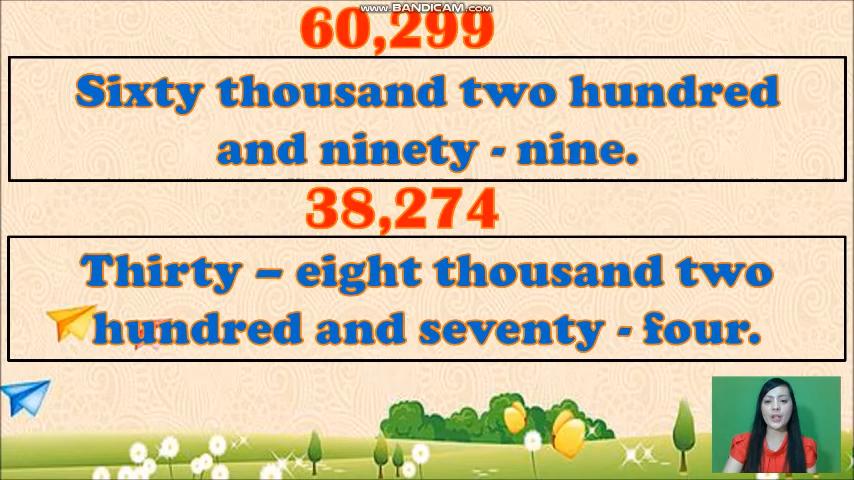 www.BANDICAM.com
60,299
Sixty thousand two hundred
and ninety - nine.
38,274
Thirty – eight thousand two
hundred and seventy - four.